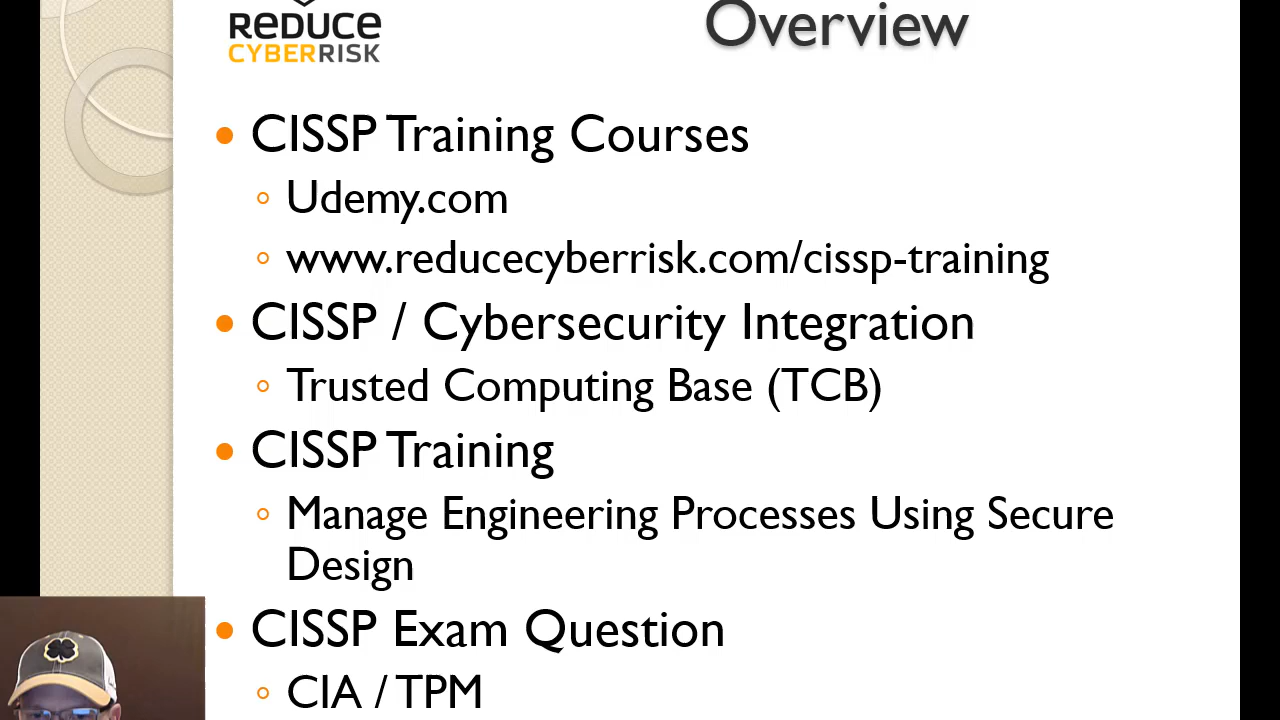 REDUCE
CYBERRISK
Overview
CISSP Training Courses
Udemy.com
www.reducecyberrisk.com/cissp-training
CISSP / Cybersecurity Integration
Trusted Computing Base (TCB)
CISSP Training
Manage Engineering Processes Using Secure
Design
CISSP Exam Question
CIA / TPM